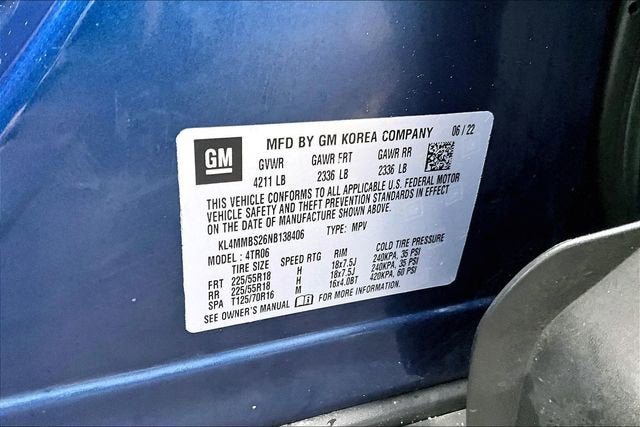 GM
MFD BY GM KOREA COMPANY 06/22
GVWR GAWR FRT GAWR RR
4211 LB 2336 LB 2336 LB
THIS VEHICLE CONFORMS TO ALL APPLICABLE U.S. FEDERAL MOTOR
VEHICLE SAFETY AND THEFT PREVENTION STANDARDS IN EFFECT
ON THE DATE OF MANUFACTURE SHOWN ABOVE.
KL4MMBS26NB138406 TYPE: MPV
MODEL: 4TR06
TIRE SIZE SPEED RTG RIM COLD TIRE PRESSURE
FRT 225/55R18 H 18x7.5J 240KPA, 35 PSI
RR 225/55R18 H 18x7.5J 240KPA, 35 PSI
SPA T125/70R16 M 16x4.0BT 420KPA, 60 PSI
SEE OWNER'S MANUAL FOR MORE INFORMATION.